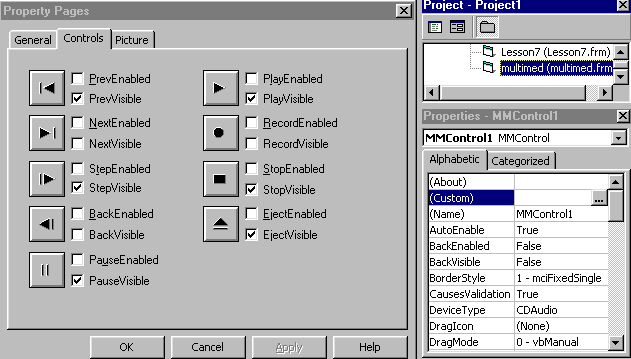 Property Pages
General Controls Picture
PrevEnabled
PrevVisible
NextEnabled
NextVisible
StepEnabled
StepVisible
BackEnabled
BackVisible
PauseEnabled
PauseVisible
PlayEnabled
PlayVisible
RecordEnabled
RecordVisible
StopEnabled
StopVisible
EjectEnabled
EjectVisible
OK Cancel Apply Help
Project - Project1
Lesson7 (Lesson7.frm)
multimed (multimed.frm
Properties - MMControl1
MMControl1 MMControl
Alphabetic Categorized
(About)
(Custom) ...
(Name) MMControl1
AutoEnable True
BackEnabled False
BackVisible False
BorderStyle 1 - mciFixedSingle
CausesValidation True
DeviceType CDAudio
DragIcon (None)
DragMode 0 - vbManual